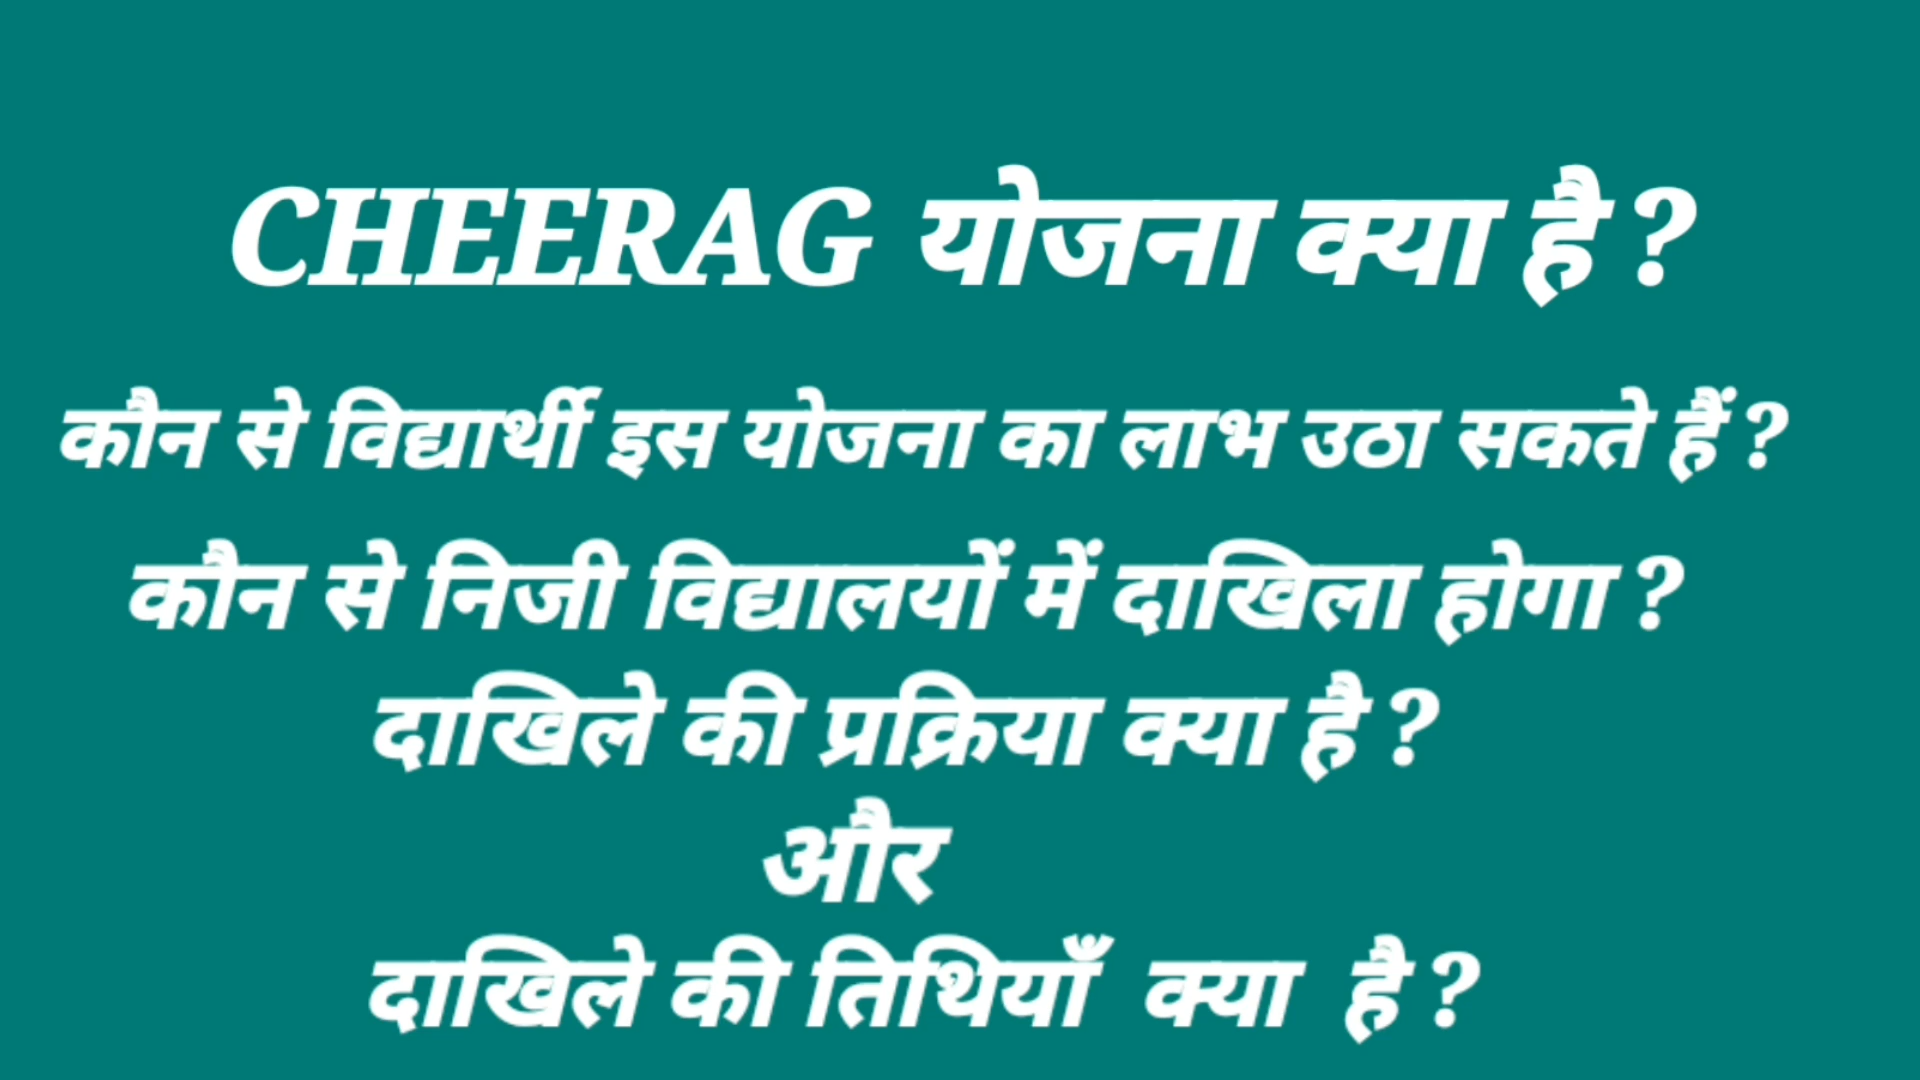 CHEERAG योजना क्या है ?
कौन से विद्यार्थी इस योजना का लाभ उठा सकते हैं ?
कौन से निजी विद्यालयों में दाखिला होगा ?
दाखिले की प्रक्रिया क्या है ?
और
दाखिले की तिथियाँ क्या है ?